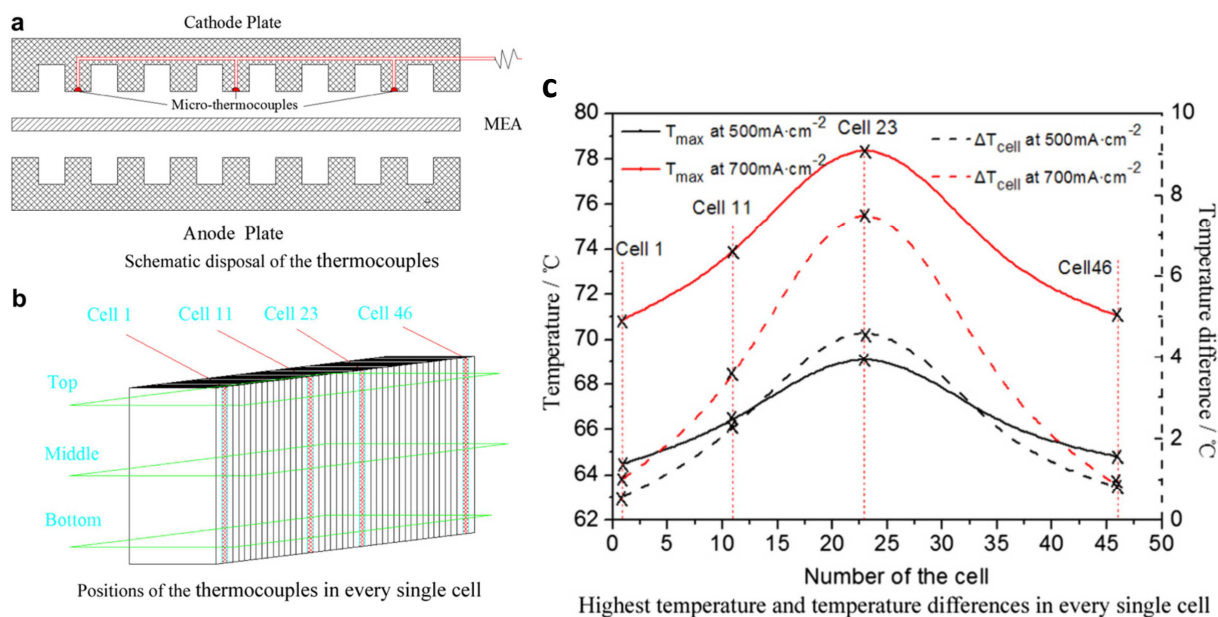 a
Cathode Plate
Micro-thermocouples
MEA
Anode Plate
Schematic disposal of the thermocouples
b
Cell 1
Cell 11
Cell 23
Cell 46
Top
Middle
Bottom
Positions of the thermocouples in every single cell
c
T_max at 500mA·cm⁻²
T_max at 700mA·cm⁻²
ΔT_cell at 500mA·cm⁻²
ΔT_cell at 700mA·cm⁻²
Cell 1
Cell 11
Cell 23
Cell46
Temperature / ℃
80
78
76
74
72
70
68
66
64
62
Temperature difference / ℃
10
8
6
4
2
0
0 5 10 15 20 25 30 35 40 45 50
Number of the cell
Highest temperature and temperature differences in every single cell